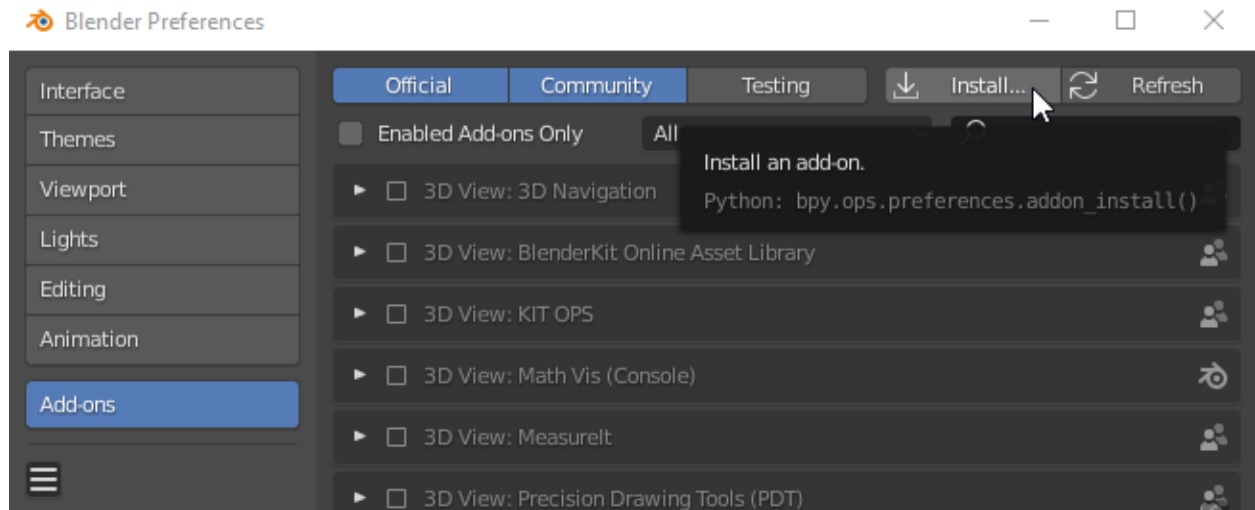 Blender Preferences
Interface
Themes
Viewport
Lights
Editing
Animation
Add-ons
Official Community Testing Install... Refresh
Enabled Add-ons Only All
Install an add-on.
Python: bpy.ops.preferences.addon_install()
3D View: 3D Navigation
3D View: BlenderKit Online Asset Library
3D View: KIT OPS
3D View: Math Vis (Console)
3D View: MeasureIt
3D View: Precision Drawing Tools (PDT)